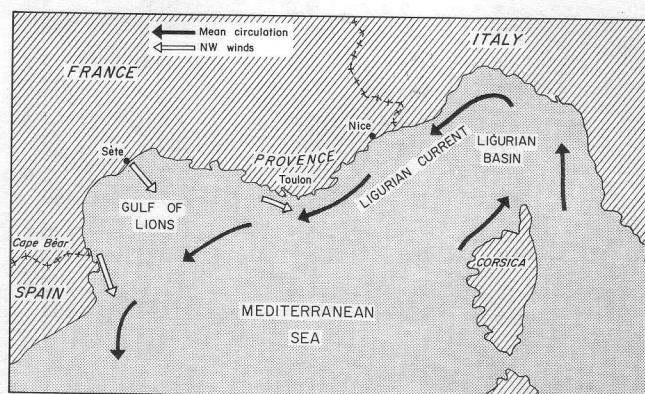 Mean circulation
NW winds
ITALY
FRANCE
Nice
Sète
PROVENCE
Toulon
LIGURIAN CURRENT
LIGURIAN
BASIN
GULF OF
LIONS
Cape Béar
SPAIN
CORSICA
MEDITERRANEAN
SEA